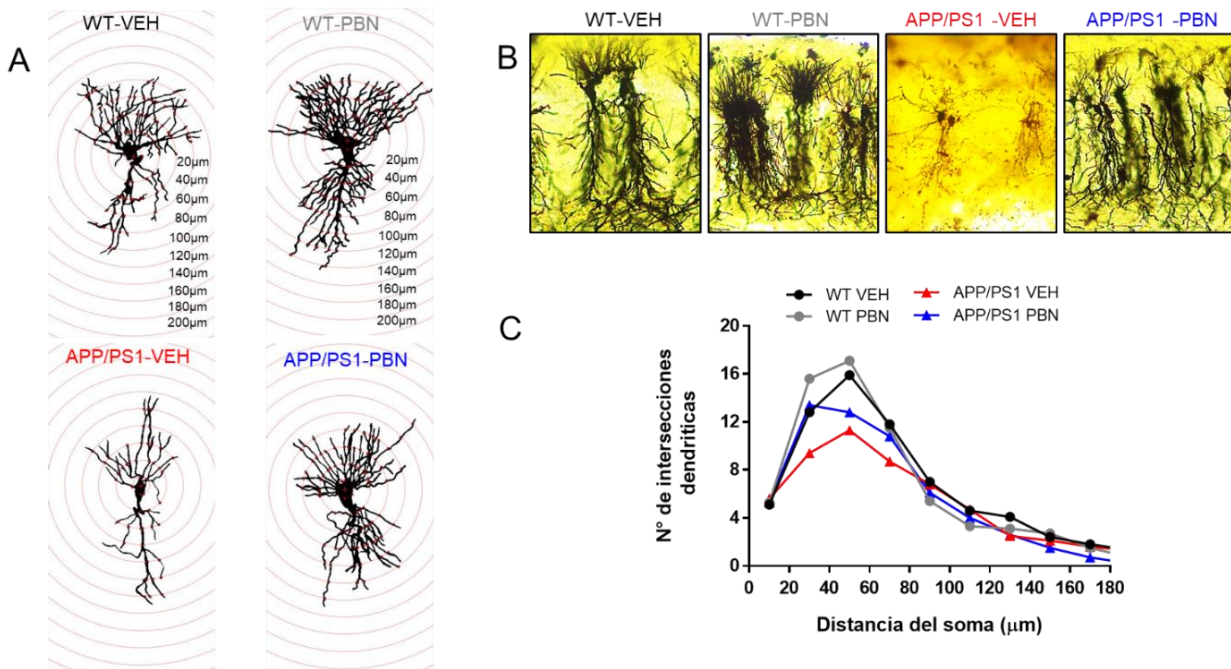 A
WT-VEH
20µm
40µm
60µm
80µm
100µm
120µm
140µm
160µm
180µm
200µm
WT-PBN
20µm
40µm
60µm
80µm
100µm
120µm
140µm
160µm
180µm
200µm
APP/PS1-VEH
APP/PS1-PBN
B
WT-VEH
WT-PBN
APP/PS1 -VEH
APP/PS1 -PBN
C
WT VEH
APP/PS1 VEH
WT PBN
APP/PS1 PBN
N° de intersecciones
dendriticas
20
16
12
8
4
0
0 20 40 60 80 100 120 140 160 180
Distancia del soma (µm)